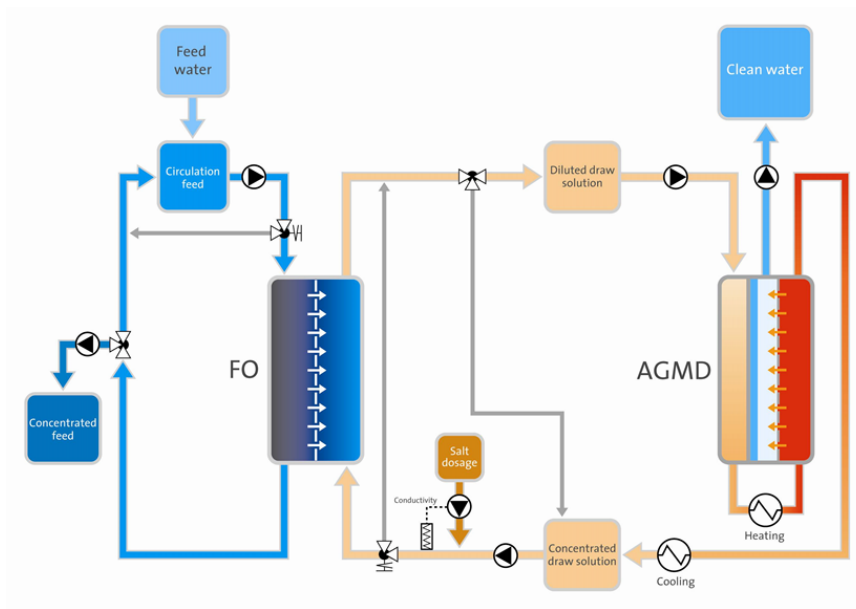 Feed
water
Clean water
Circulation
feed
Diluted draw
solution
FO
AGMD
Concentrated
feed
Salt
dosage
Conductivity
Concentrated
draw solution
Heating
Cooling